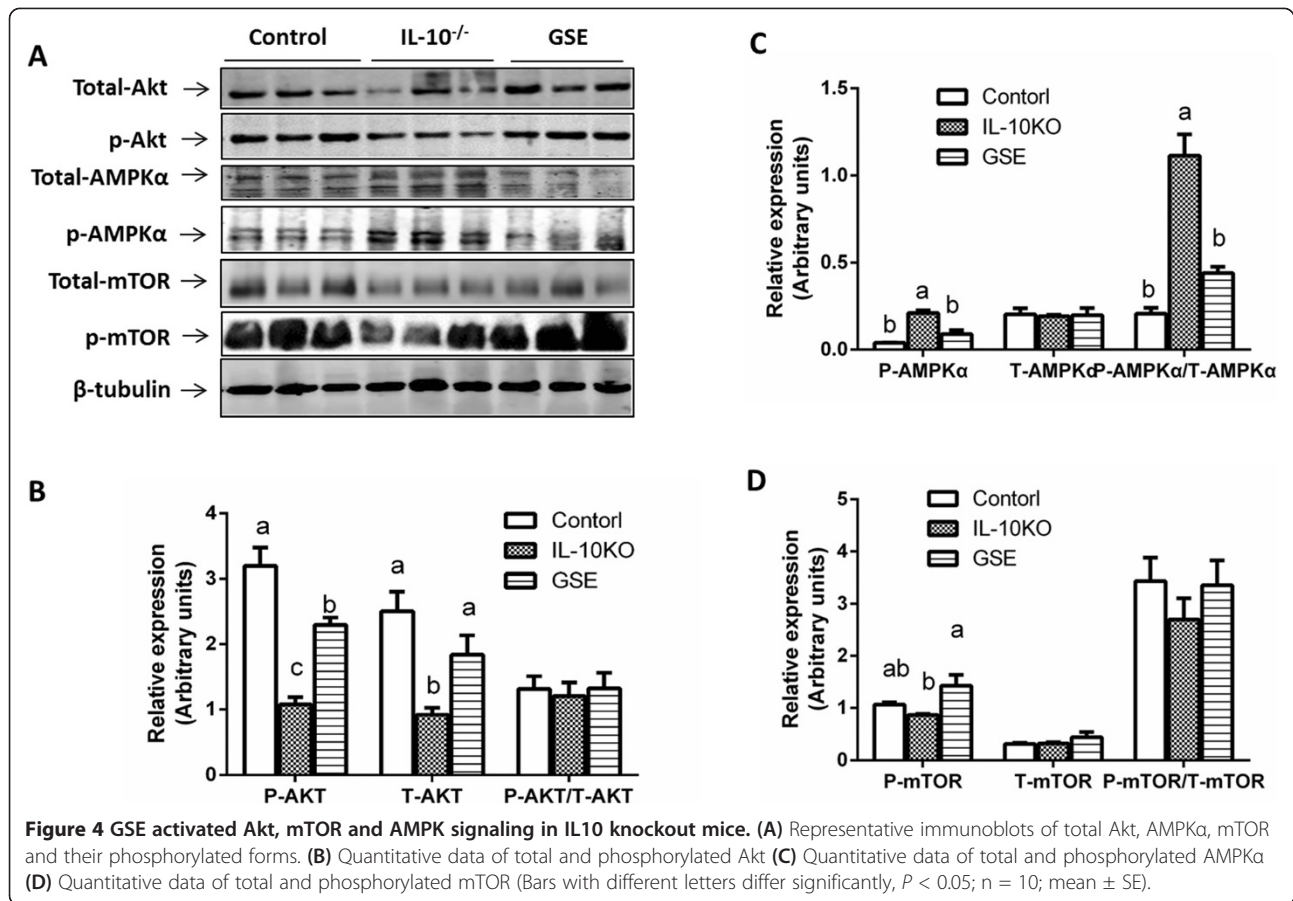 A
Control IL-10-/- GSE
Total-Akt →
p-Akt →
Total-AMPKα →
p-AMPKα →
Total-mTOR →
p-mTOR →
β-tubulin →
B
Relative expression
(Arbitrary units)
4
3
2
1
0
a
c
b
a
b
a
Contorl
IL-10KO
GSE
P-AKT T-AKT P-AKT/T-AKT
C
Relative expression
(Arbitrary units)
1.5
1.0
0.5
0.0
Contorl
IL-10KO
GSE
b
a
b
b
a
b
P-AMPKα T-AMPKα P-AMPKα/T-AMPKα
D
Relative expression
(Arbitrary units)
5
4
3
2
1
0
Contorl
IL-10KO
GSE
ab
b
a
P-mTOR T-mTOR P-mTOR/T-mTOR
Figure 4 GSE activated Akt, mTOR and AMPK signaling in IL10 knockout mice. (A) Representative immunoblots of total Akt, AMPKα, mTOR
and their phosphorylated forms. (B) Quantitative data of total and phosphorylated Akt (C) Quantitative data of total and phosphorylated AMPKα
(D) Quantitative data of total and phosphorylated mTOR (Bars with different letters differ significantly, P < 0.05; n = 10; mean ± SE).